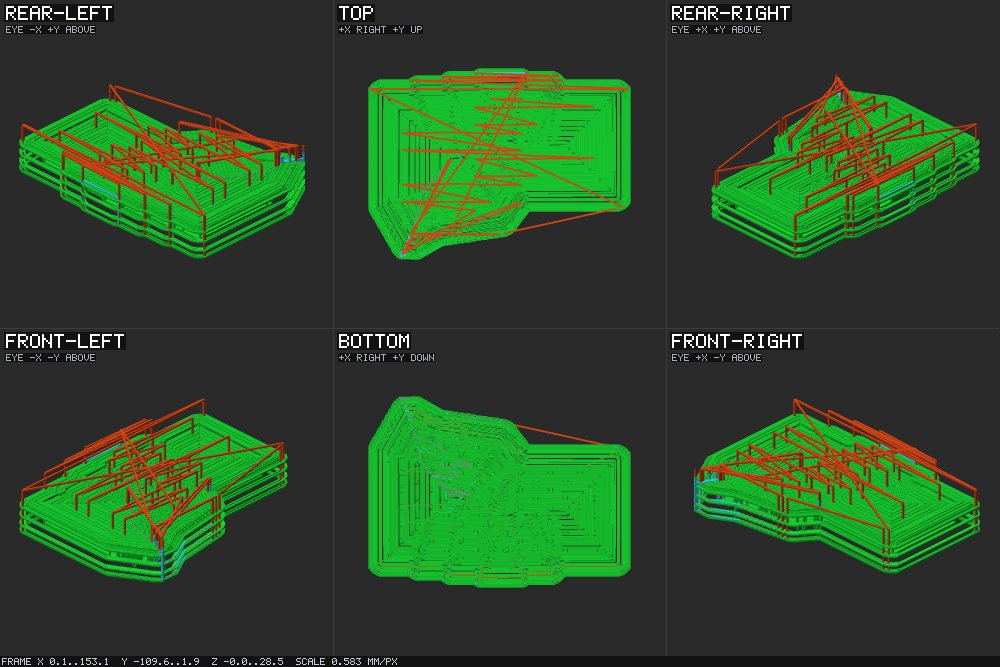 REAR-LEFT
EYE -X +Y ABOVE
TOP
+X RIGHT +Y UP
REAR-RIGHT
EYE +X +Y ABOVE
FRONT-LEFT
EYE -X -Y ABOVE
BOTTOM
+X RIGHT +Y DOWN
FRONT-RIGHT
EYE +X -Y ABOVE
FRAME X 0.1..153.1 Y -109.6..1.9 Z -0.0..28.5 SCALE 0.583 MM/PX